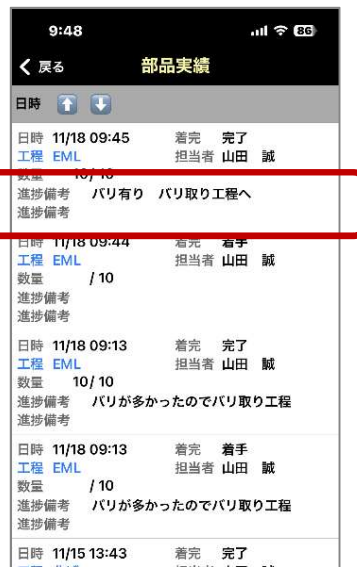 9:48 86
戻る 部品実績
日時
日時 11/18 09:45 着完 完了
工程 EML 担当者 山田 誠
数量 10/ 10
進捗備考 バリ有り バリ取り工程へ
進捗備考
日時 11/18 09:44 着完 着手
工程 EML 担当者 山田 誠
数量 / 10
進捗備考
進捗備考
日時 11/18 09:13 着完 完了
工程 EML 担当者 山田 誠
数量 10/ 10
進捗備考 バリが多かったのでバリ取り工程
進捗備考
日時 11/18 09:13 着完 着手
工程 EML 担当者 山田 誠
数量 / 10
進捗備考 バリが多かったのでバリ取り工程
進捗備考
日時 11/15 13:43 着完 完了